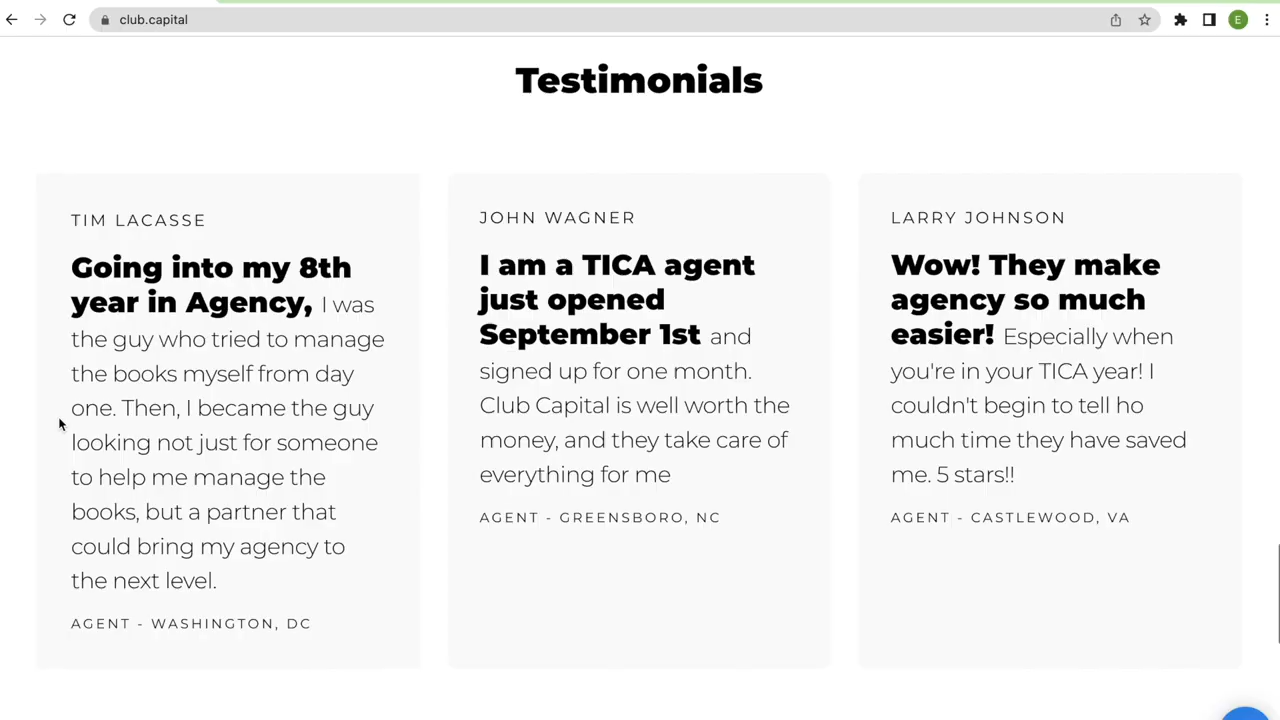 club.capital
E
Testimonials
TIM LACASSE
Going into my 8th
year in Agency, I was
the guy who tried to manage
the books myself from day
one. Then, I became the guy
looking not just for someone
to help me manage the
books, but a partner that
could bring my agency to
the next level.
AGENT - WASHINGTON, DC
JOHN WAGNER
I am a TICA agent
just opened
September 1st and
signed up for one month.
Club Capital is well worth the
money, and they take care of
everything for me
AGENT - GREENSBORO, NC
LARRY JOHNSON
Wow! They make
agency so much
easier! Especially when
you're in your TICA year! I
couldn't begin to tell ho
much time they have saved
me. 5 stars!!
AGENT - CASTLEWOOD, VA